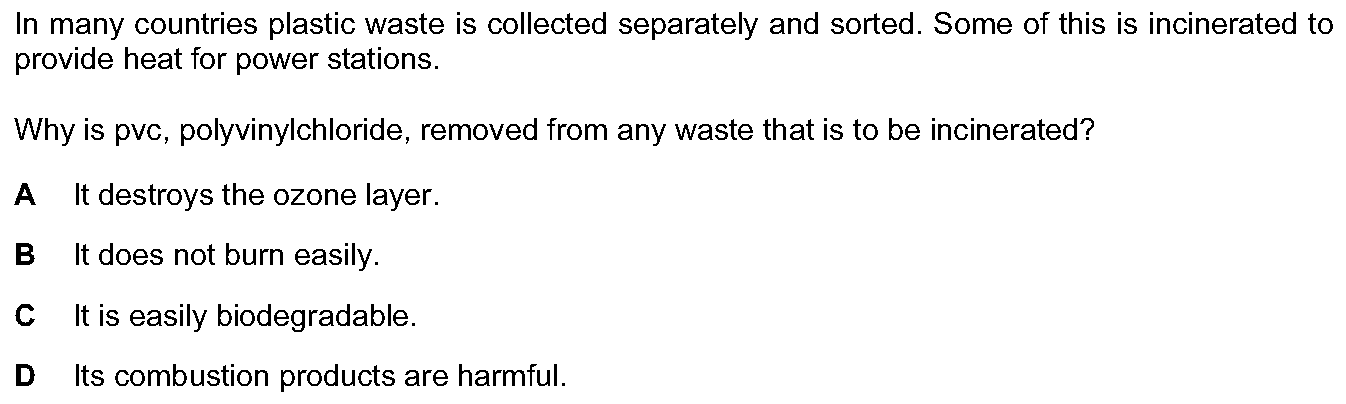 In many countries plastic waste is collected separately and sorted. Some of this is incinerated to
provide heat for power stations.
Why is pvc, polyvinylchloride, removed from any waste that is to be incinerated?
A It destroys the ozone layer.
B It does not burn easily.
C It is easily biodegradable.
D Its combustion products are harmful.